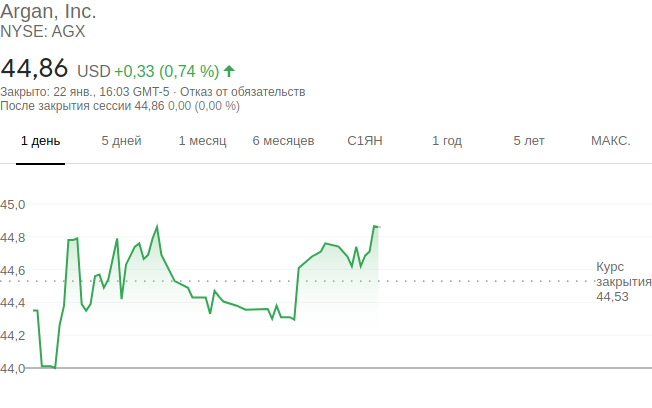 Argan, Inc.
NYSE: AGX
44,86 USD +0,33 (0,74 %)
Закрыто: 22 янв., 16:03 GMT-5 · Отказ от обязательств
После закрытия сессии 44,86 0,00 (0,00 %)
1 день 5 дней 1 месяц 6 месяцев С1ЯН 1 год 5 лет МАКС.
45,0
44,8
44,6
44,4
44,2
44,0
Курс
закрытия
44,53